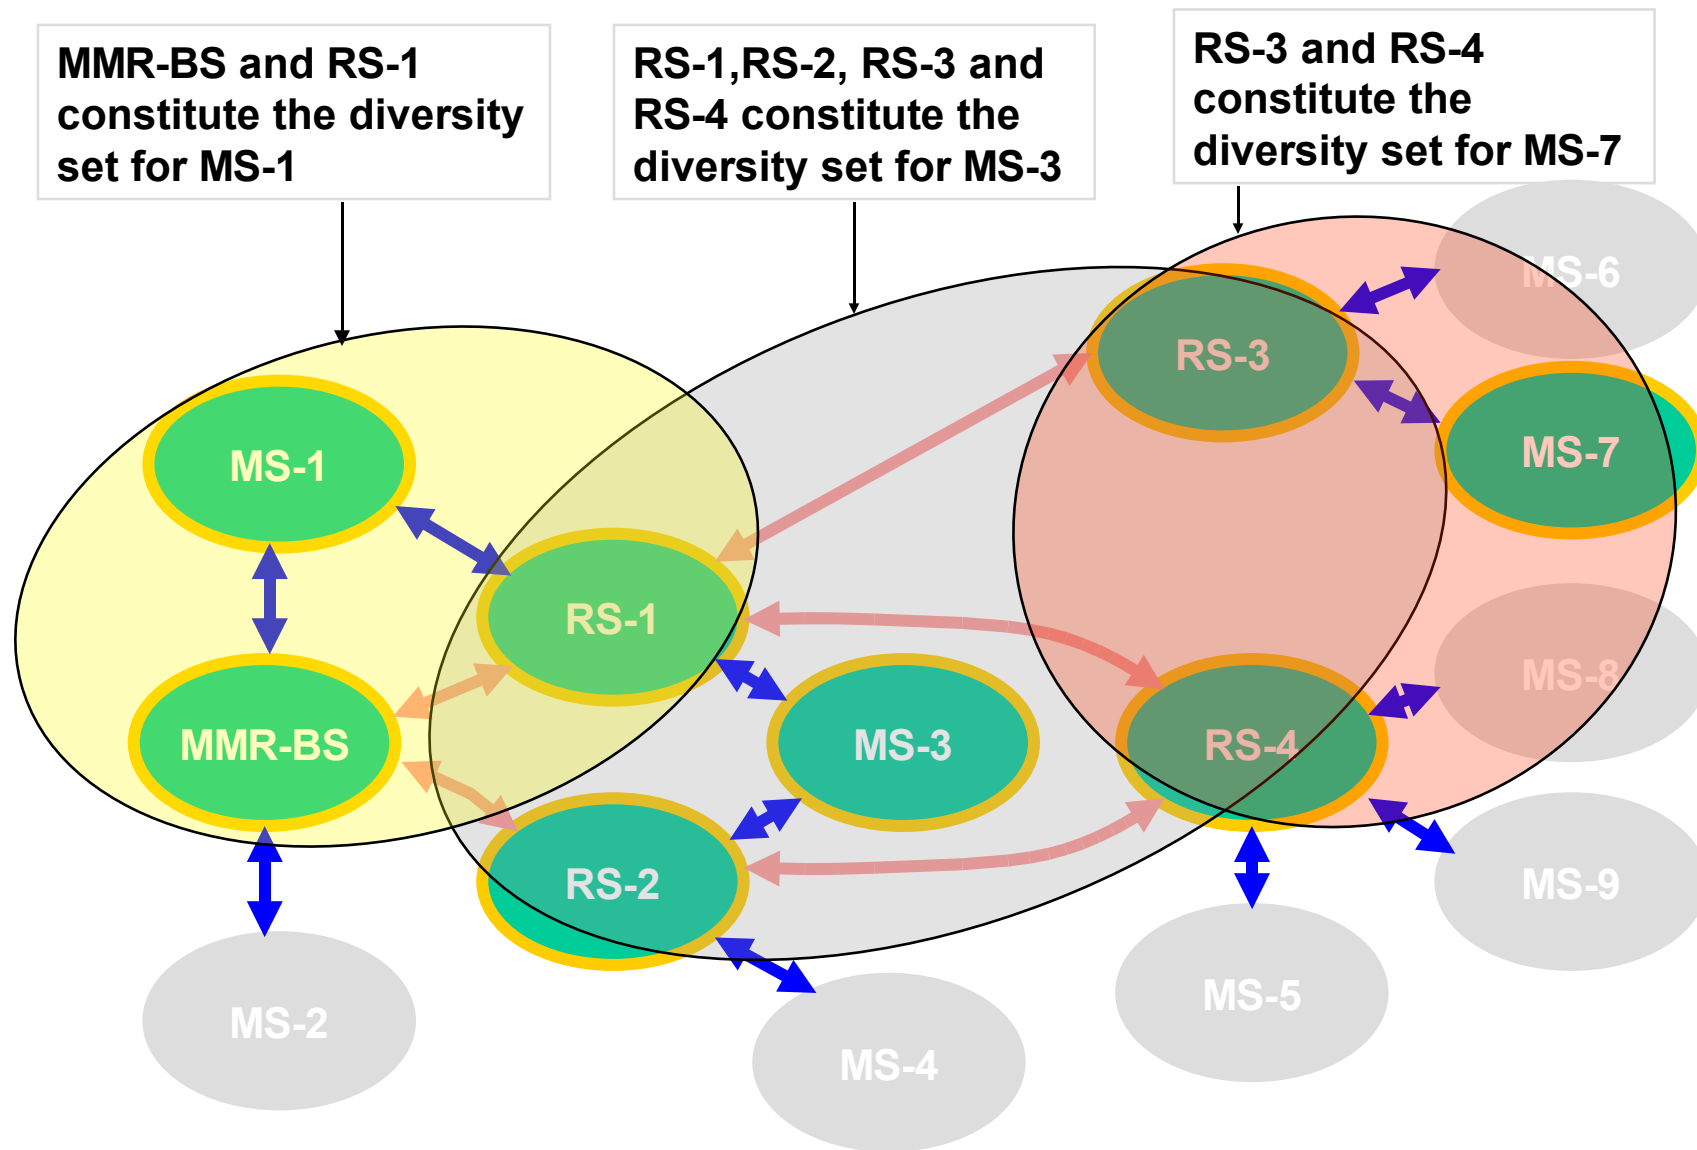 MMR-BS and RS-1
constitute the diversity
set for MS-1
RS-1,RS-2, RS-3 and
RS-4 constitute the
diversity set for MS-3
RS-3 and RS-4
constitute the
diversity set for MS-7
MS-6
RS-3
MS-7
MS-1
RS-1
MS-8
MMR-BS
MS-3
RS-4
RS-2
MS-9
MS-2
MS-5
MS-4